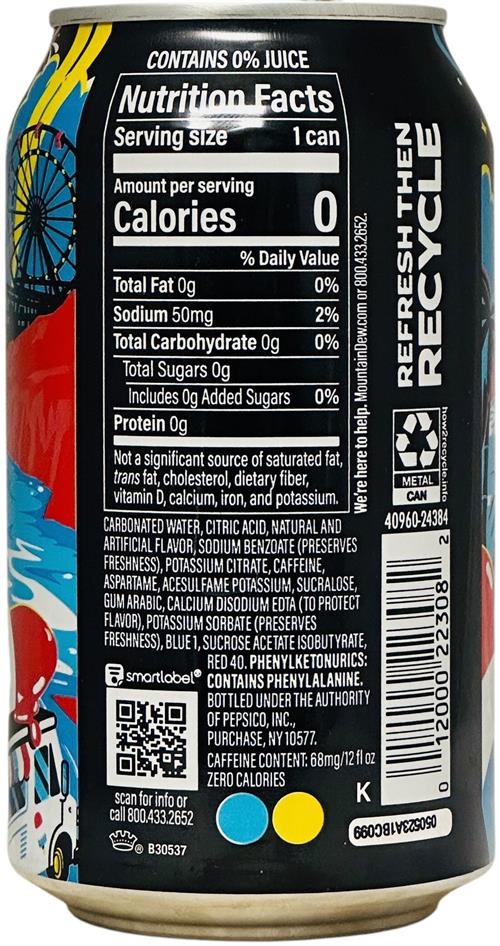 CONTAINS 0% JUICE
Nutrition Facts
Serving size 1 can
Amount per serving
Calories 0
% Daily Value
Total Fat 0g 0%
Sodium 50mg 2%
Total Carbohydrate 0g 0%
Total Sugars 0g
Includes 0g Added Sugars 0%
Protein 0g
Not a significant source of saturated fat,
trans fat, cholesterol, dietary fiber,
vitamin D, calcium, iron, and potassium.
We're here to help. MountainDew.com or 800.433.2652.
CARBONATED WATER, CITRIC ACID, NATURAL AND
ARTIFICIAL FLAVOR, SODIUM BENZOATE (PRESERVES
FRESHNESS), POTASSIUM CITRATE, CAFFEINE,
ASPARTAME, ACESULFAME POTASSIUM, SUCRALOSE,
GUM ARABIC, CALCIUM DISODIUM EDTA (TO PROTECT
FLAVOR), POTASSIUM SORBATE (PRESERVES
FRESHNESS), BLUE 1, SUCROSE ACETATE ISOBUTYRATE,
RED 40. PHENYLKETONURICS:
CONTAINS PHENYLALANINE.
BOTTLED UNDER THE AUTHORITY
OF PEPSICO, INC.,
PURCHASE, NY 10577.
CAFFEINE CONTENT: 68mg/12 fl oz
ZERO CALORIES
smartlabel®
scan for info or
call 800.433.2652
® B30537
REFRESH THEN
RECYCLE
METAL
CAN
how2recycle.info
40960-24384
0 12000 22308 2
K
050523A1BC099